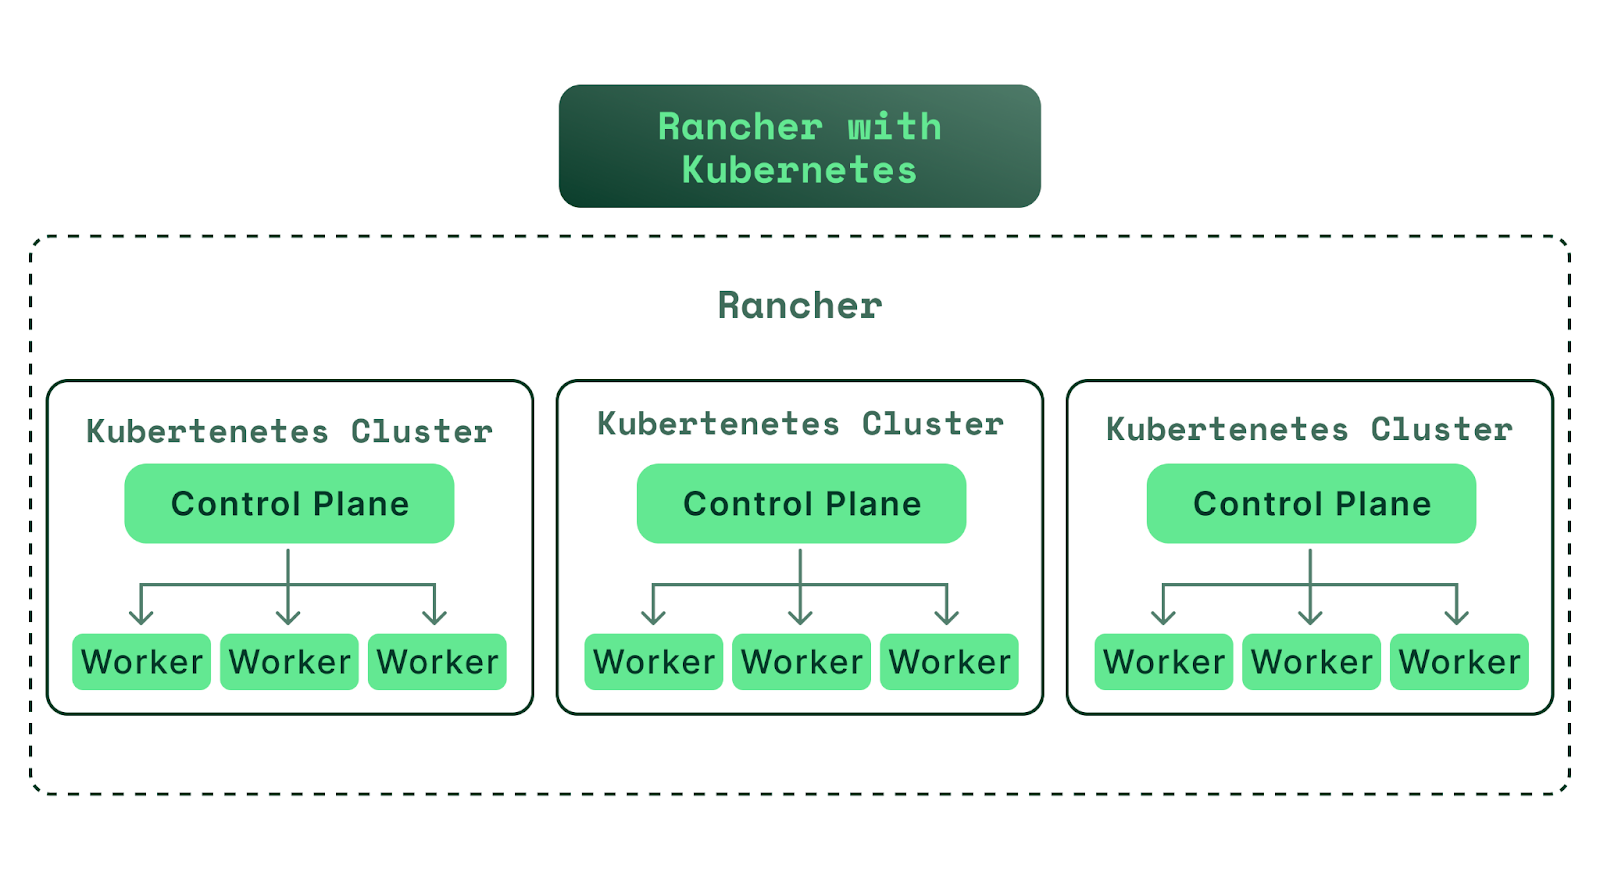 Rancher with
Kubernetes
Rancher
Kubertenetes Cluster
Control Plane
Worker Worker Worker
Kubertenetes Cluster
Control Plane
Worker Worker Worker
Kubertenetes Cluster
Control Plane
Worker Worker Worker